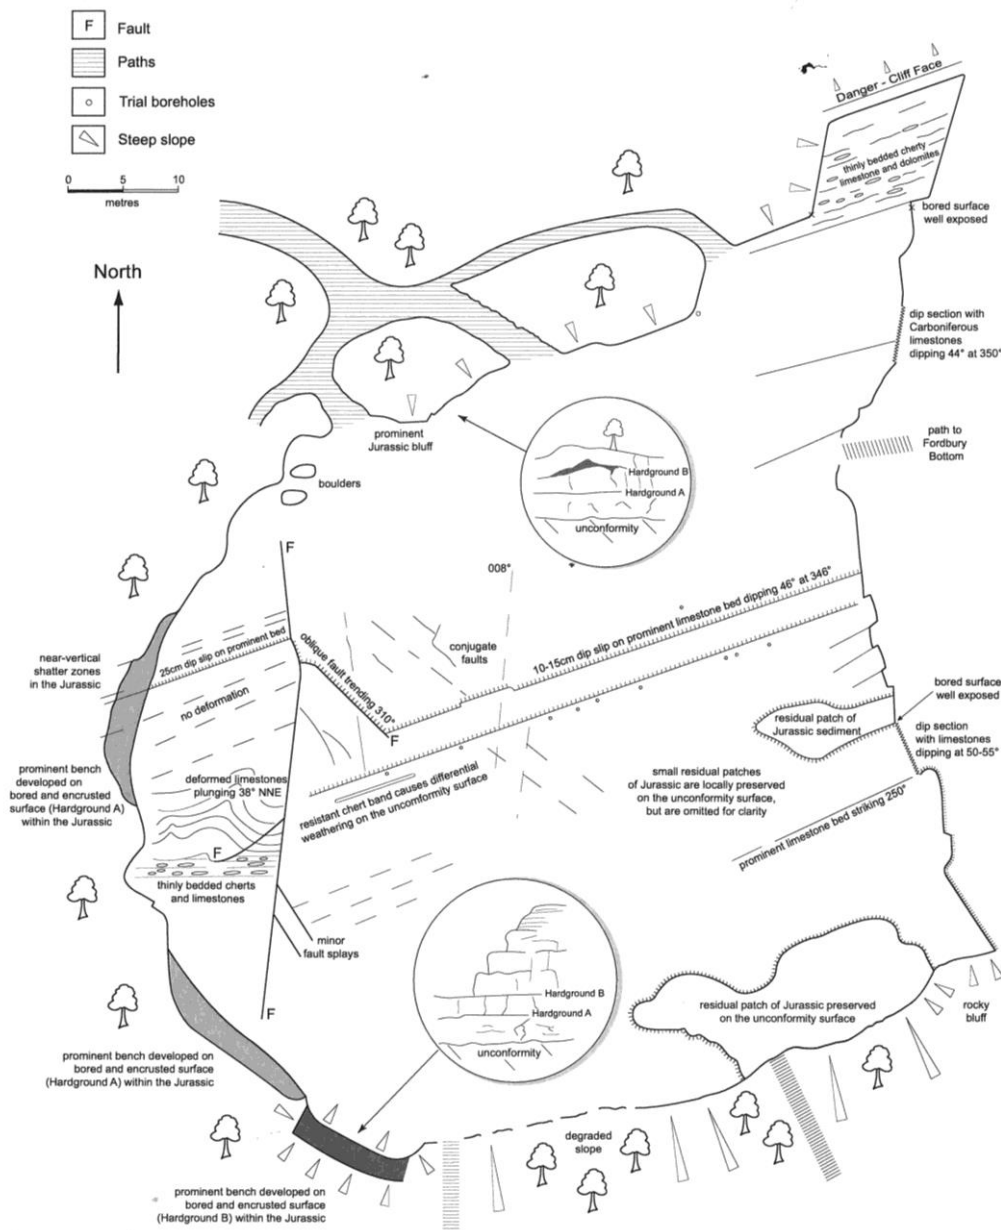 F Fault
Paths
Trial boreholes
Steep slope
0 5 10
metres
North
Danger - Cliff Face
thinly bedded cherty
limestone and dolomites
x
x
bored surface
well exposed
dip section with
Carboniferous
limestones
dipping 44° at 350°
path to
Fordbury
Bottom
prominent
Jurassic bluff
Hardground B
Hardground A
unconformity
boulders
F
008°
near-vertical
shatter zones
in the Jurassic
25cm dip slip on prominent bed
oblique fault trending 310°
conjugate
faults
10-15cm dip slip on prominent limestone bed dipping 46° at 346°
no deformation
F
bored surface
well exposed
residual patch of
Jurassic sediment
dip section
with limestones
dipping at 50-55°
prominent bench
developed on
bored and encrusted
surface (Hardground A)
within the Jurassic
deformed limestones
plunging 38° NNE
resistant chert band causes differential
weathering on the uncomformity surface
small residual patches
of Jurassic are locally preserved
on the unconformity surface,
but are omitted for clarity
prominent limestone bed striking 250°
F
thinly bedded cherts
and limestones
minor
fault splays
Hardground B
Hardground A
unconformity
residual patch of Jurassic preserved
on the unconformity surface
rocky
bluff
F
prominent bench developed on
bored and encrusted surface
(Hardground A) within the Jurassic
degraded
slope
prominent bench developed on
bored and encrusted surface
(Hardground B) within the Jurassic